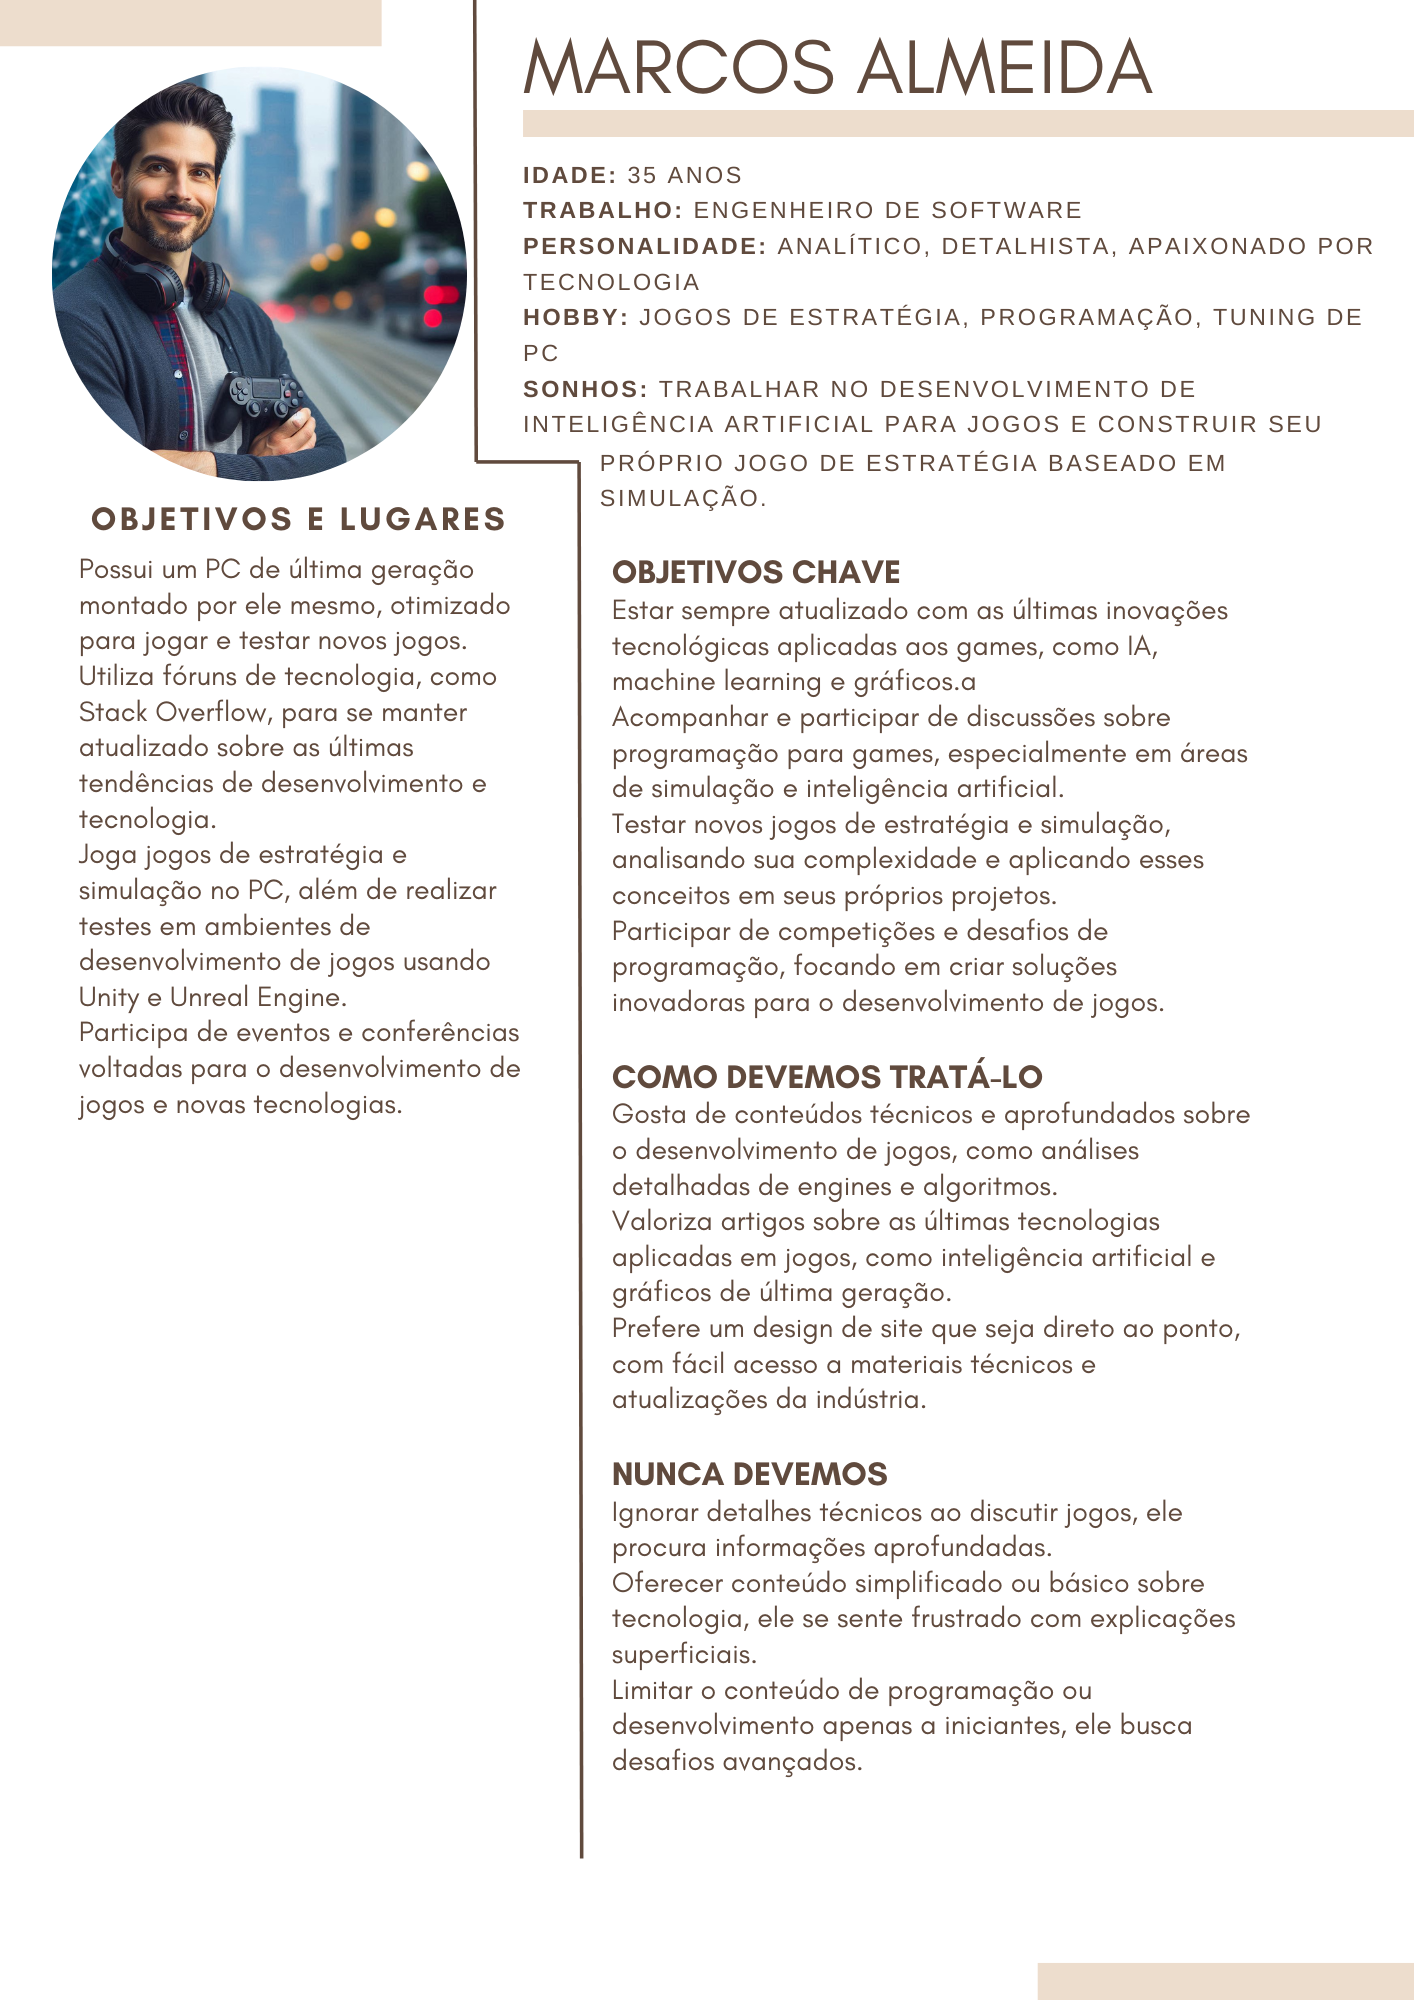 MARCOS ALMEIDA
IDADE: 35 ANOS
TRABALHO: ENGENHEIRO DE SOFTWARE
PERSONALIDADE: ANALÍTICO, DETALHISTA, APAIXONADO POR
TECNOLOGIA
HOBBY: JOGOS DE ESTRATÉGIA, PROGRAMAÇÃO, TUNING DE
PC
SONHOS: TRABALHAR NO DESENVOLVIMENTO DE
INTELIGÊNCIA ARTIFICIAL PARA JOGOS E CONSTRUIR SEU
PRÓPRIO JOGO DE ESTRATÉGIA BASEADO EM
SIMULAÇÃO.
OBJETIVOS E LUGARES
Possui um PC de última geração
montado por ele mesmo, otimizado
para jogar e testar novos jogos.
Utiliza fóruns de tecnologia, como
Stack Overflow, para se manter
atualizado sobre as últimas
tendências de desenvolvimento e
tecnologia.
Joga jogos de estratégia e
simulação no PC, além de realizar
testes em ambientes de
desenvolvimento de jogos usando
Unity e Unreal Engine.
Participa de eventos e conferências
voltadas para o desenvolvimento de
jogos e novas tecnologias.
OBJETIVOS CHAVE
Estar sempre atualizado com as últimas inovações
tecnológicas aplicadas aos games, como IA,
machine learning e gráficos.a
Acompanhar e participar de discussões sobre
programação para games, especialmente em áreas
de simulação e inteligência artificial.
Testar novos jogos de estratégia e simulação,
analisando sua complexidade e aplicando esses
conceitos em seus próprios projetos.
Participar de competições e desafios de
programação, focando em criar soluções
inovadoras para o desenvolvimento de jogos.
COMO DEVEMOS TRATÁ-LO
Gosta de conteúdos técnicos e aprofundados sobre
o desenvolvimento de jogos, como análises
detalhadas de engines e algoritmos.
Valoriza artigos sobre as últimas tecnologias
aplicadas em jogos, como inteligência artificial e
gráficos de última geração.
Prefere um design de site que seja direto ao ponto,
com fácil acesso a materiais técnicos e
atualizações da indústria.
NUNCA DEVEMOS
Ignorar detalhes técnicos ao discutir jogos, ele
procura informações aprofundadas.
Oferecer conteúdo simplificado ou básico sobre
tecnologia, ele se sente frustrado com explicações
superficiais.
Limitar o conteúdo de programação ou
desenvolvimento apenas a iniciantes, ele busca
desafios avançados.